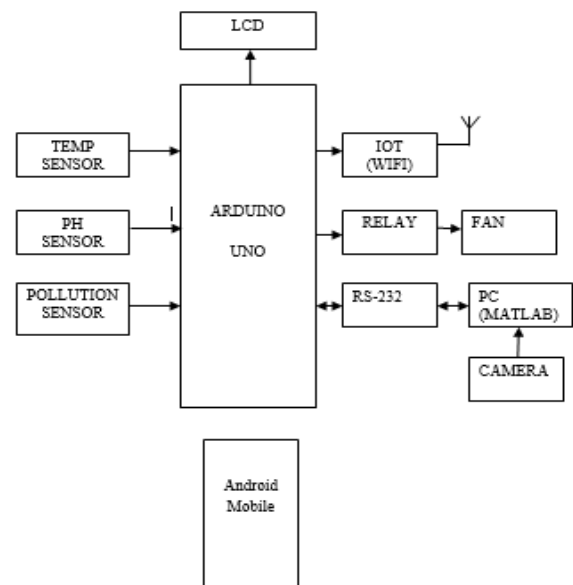 LCD
TEMP
SENSOR
IOT
(WIFI)
PH
SENSOR
ARDUINO
UNO
RELAY
FAN
POLLUTION
SENSOR
RS-232
PC
(MATLAB)
CAMERA
Android
Mobile